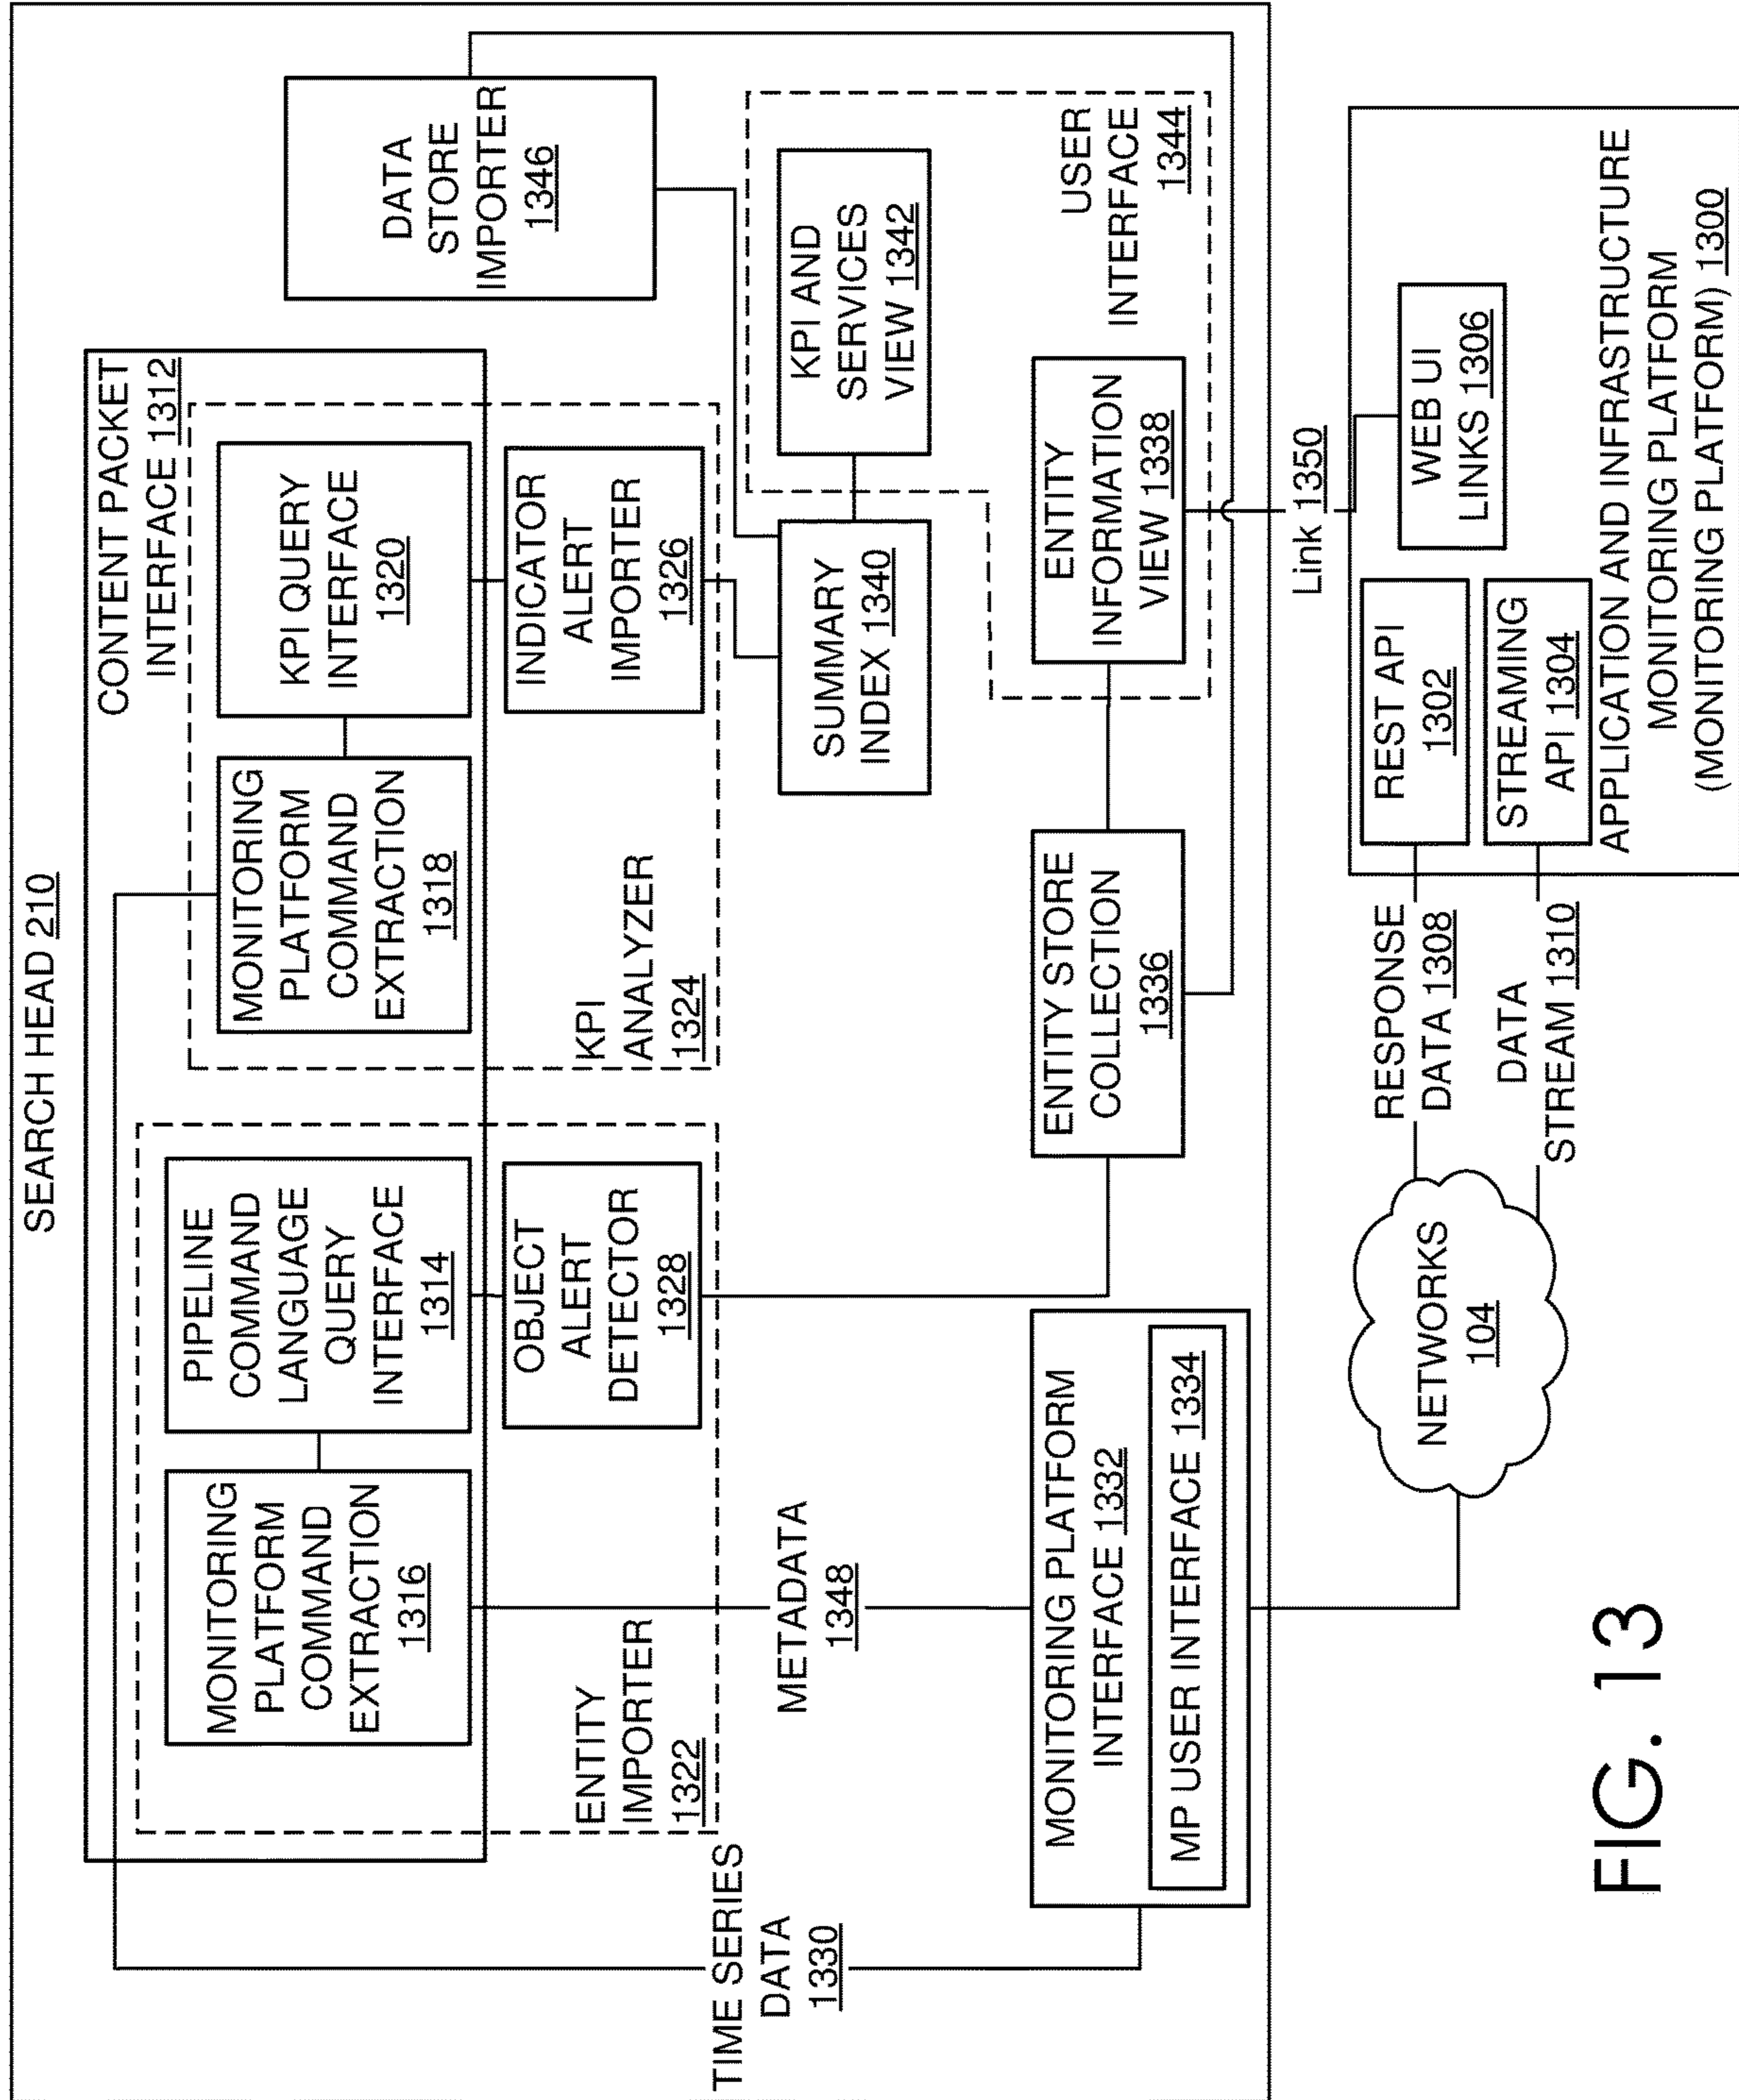 SEARCH HEAD 210
CONTENT PACKET
INTERFACE 1312
MONITORING
PLATFORM
COMMAND
EXTRACTION
1316
PIPELINE
COMMAND
LANGUAGE
QUERY
INTERFACE
1314
MONITORING
PLATFORM
COMMAND
EXTRACTION
1318
KPI QUERY
INTERFACE
1320
DATA
STORE
IMPORTER
1346
ENTITY
IMPORTER
1322
OBJECT
ALERT
DETECTOR
1328
KPI
ANALYZER
1324
INDICATOR
ALERT
IMPORTER
1326
TIME SERIES
DATA
1330
METADATA
1348
SUMMARY
INDEX 1340
KPI AND
SERVICES
VIEW 1342
MONITORING PLATFORM
INTERFACE 1332
MP USER INTERFACE 1334
ENTITY STORE
COLLECTION
1336
ENTITY
INFORMATION
VIEW 1338
USER
INTERFACE
1344
Link 1350
NETWORKS
104
RESPONSE
DATA 1308
DATA
STREAM 1310
REST API
1302
STREAMING
API 1304
WEB UI
LINKS 1306
APPLICATION AND INFRASTRUCTURE
MONITORING PLATFORM
(MONITORING PLATFORM) 1300
FIG. 13